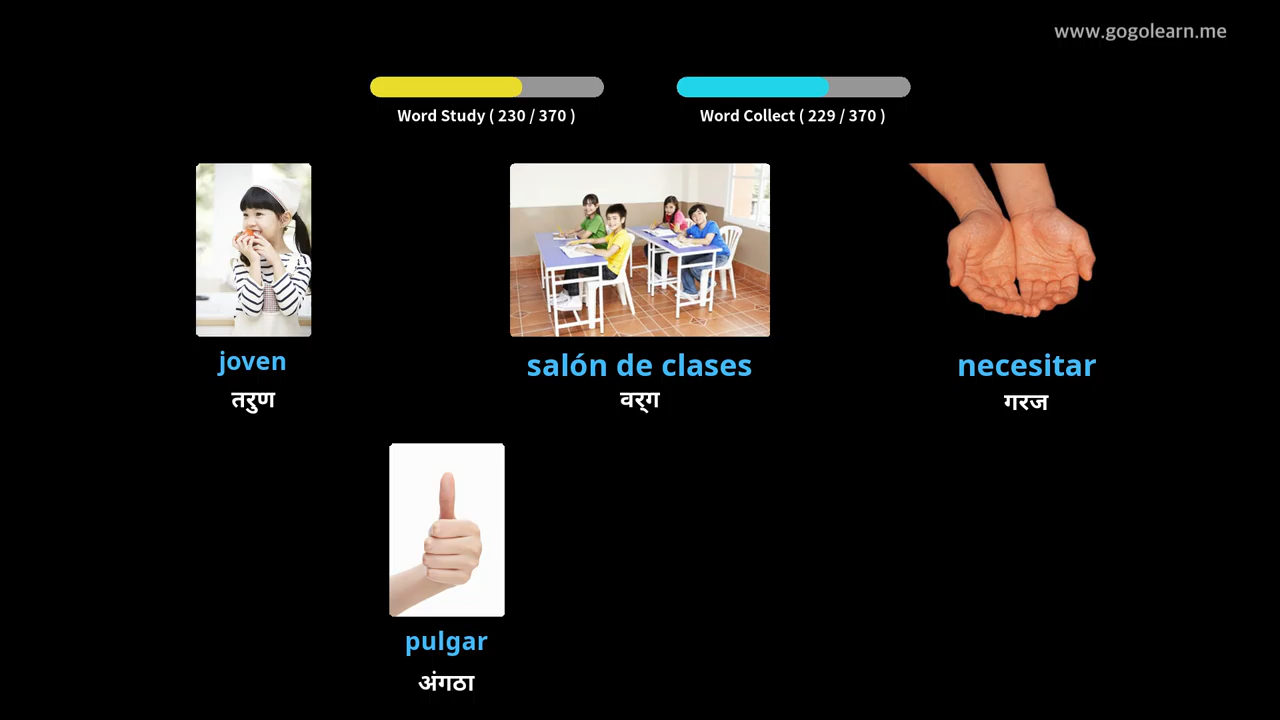 www.gogolearn.me
Word Study ( 230 / 370 )
Word Collect ( 229 / 370 )
joven
तरुण
salón de clases
वर्ग
necesitar
गरज
pulgar
अंगठा